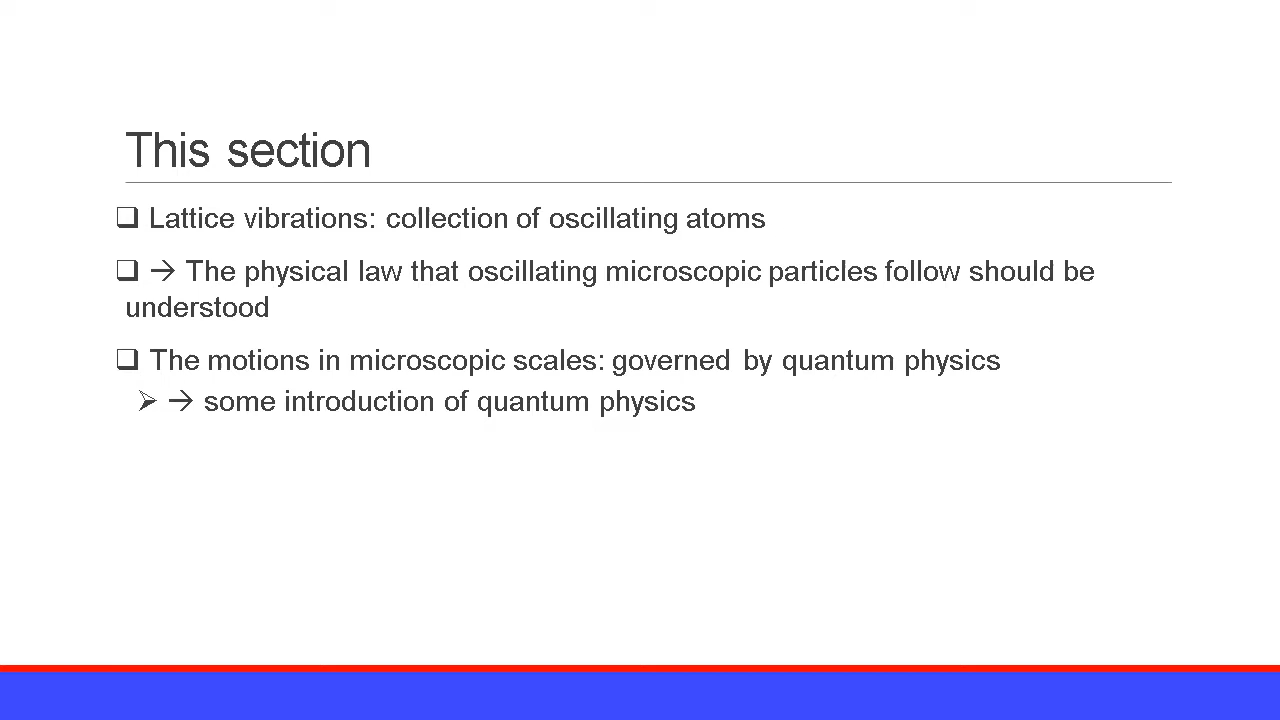 This section
❑ Lattice vibrations: collection of oscillating atoms
❑ → The physical law that oscillating microscopic particles follow should be
understood
❑ The motions in microscopic scales: governed by quantum physics
➢ → some introduction of quantum physics